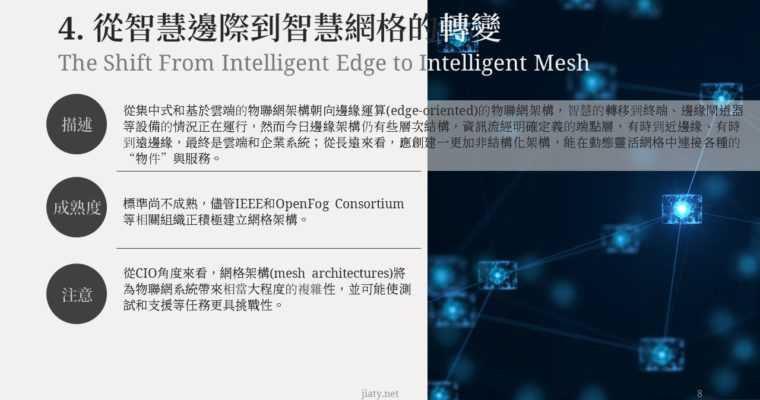 4. 從智慧邊際到智慧網格的轉變
The Shift From Intelligent Edge to Intelligent Mesh
描述
從集中式和基於雲端的物聯網架構朝向邊緣運算(edge-oriented)的物聯網架構，智慧的轉移到終端、邊緣閘道器
等設備的情況正在運行，然而今日邊緣架構仍有些層次結構，資訊流經明確定義的端點層，有時到近邊緣、有時
到遠邊緣，最終是雲端和企業系統；從長遠來看，應創建一更加非結構化架構，能在動態靈活網格中連接各種的
“物件”與服務。
成熟度
標準尚不成熟，儘管IEEE和OpenFog Consortium
等相關組織正積極建立網格架構。
注意
從CIO角度來看，網格架構(mesh architectures)將
為物聯網系統帶來相當大程度的複雜性，並可能使測
試和支援等任務更具挑戰性。
jiaty.net
8